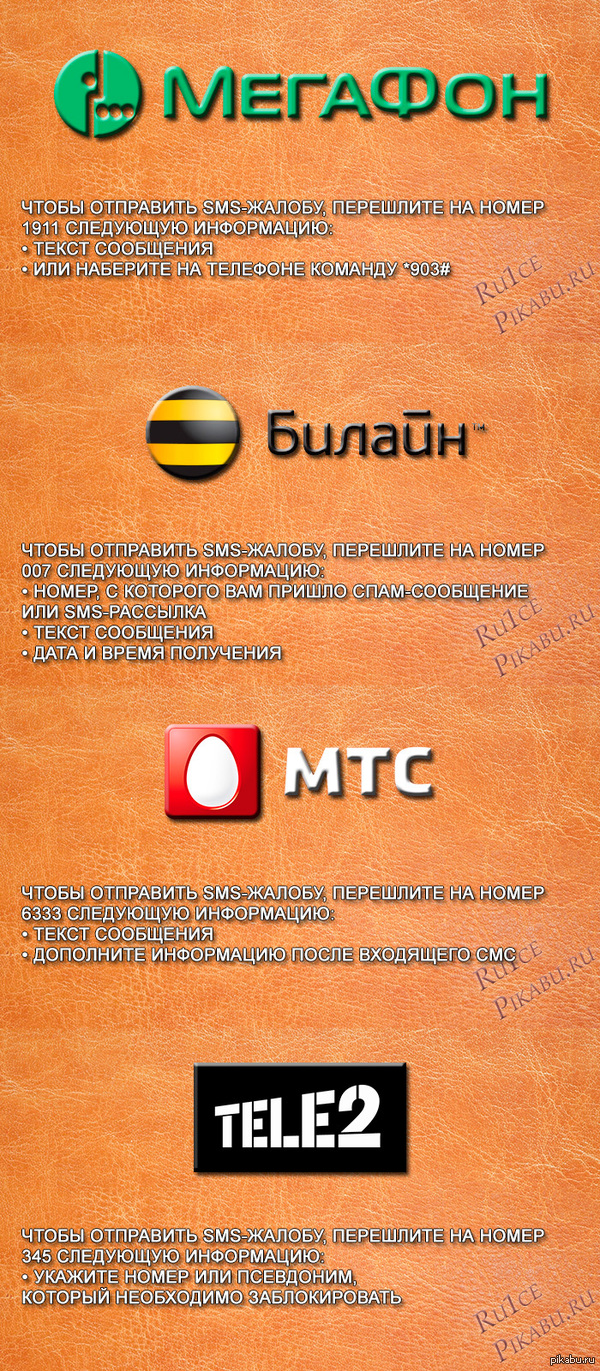 МЕГАФОН
ЧТОБЫ ОТПРАВИТЬ SMS-ЖАЛОБУ, ПЕРЕШЛИТЕ НА НОМЕР
1911 СЛЕДУЮЩУЮ ИНФОРМАЦИЮ:
• ТЕКСТ СООБЩЕНИЯ
• ИЛИ НАБЕРИТЕ НА ТЕЛЕФОНЕ КОМАНДУ *903#
Ru1ce
Pikabu.ru
Билайн
ЧТОБЫ ОТПРАВИТЬ SMS-ЖАЛОБУ, ПЕРЕШЛИТЕ НА НОМЕР
007 СЛЕДУЮЩУЮ ИНФОРМАЦИЮ:
• НОМЕР, С КОТОРОГО ВАМ ПРИШЛО СПАМ-СООБЩЕНИЕ
ИЛИ SMS-РАССЫЛКА
• ТЕКСТ СООБЩЕНИЯ
• ДАТА И ВРЕМЯ ПОЛУЧЕНИЯ
Ru1ce
Pikabu.ru
МТС
ЧТОБЫ ОТПРАВИТЬ SMS-ЖАЛОБУ, ПЕРЕШЛИТЕ НА НОМЕР
6333 СЛЕДУЮЩУЮ ИНФОРМАЦИЮ:
• ТЕКСТ СООБЩЕНИЯ
• ДОПОЛНИТЕ ИНФОРМАЦИЮ ПОСЛЕ ВХОДЯЩЕГО СМС
Ru1ce
Pikabu.ru
TELE2
ЧТОБЫ ОТПРАВИТЬ SMS-ЖАЛОБУ, ПЕРЕШЛИТЕ НА НОМЕР
345 СЛЕДУЮЩУЮ ИНФОРМАЦИЮ:
• УКАЖИТЕ НОМЕР ИЛИ ПСЕВДОНИМ,
КОТОРЫЙ НЕОБХОДИМО ЗАБЛОКИРОВАТЬ
Ru1ce
Pikabu.ru
pikabu.ru